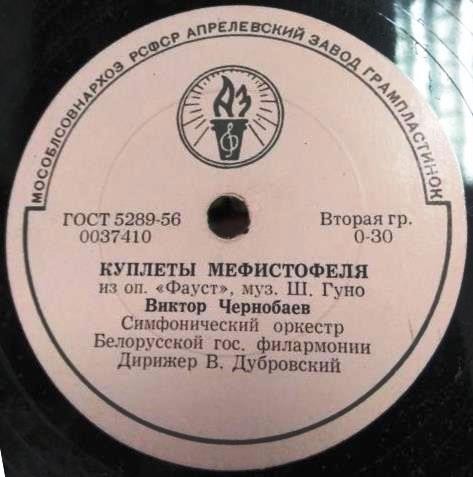 МОСОБЛСОВНАРХОЗ РСФСР АПРЕЛЕВСКИЙ ЗАВОД ГРАМПЛАСТИНОК
АЗ
ГОСТ 5289-56 Вторая гр.
0037410 0-30
КУПЛЕТЫ МЕФИСТОФЕЛЯ
из оп. «Фауст», муз. Ш. Гуно
Виктор Чернобаев
Симфонический оркестр
Белорусской гос. филармонии
Дирижер В. Дубровский